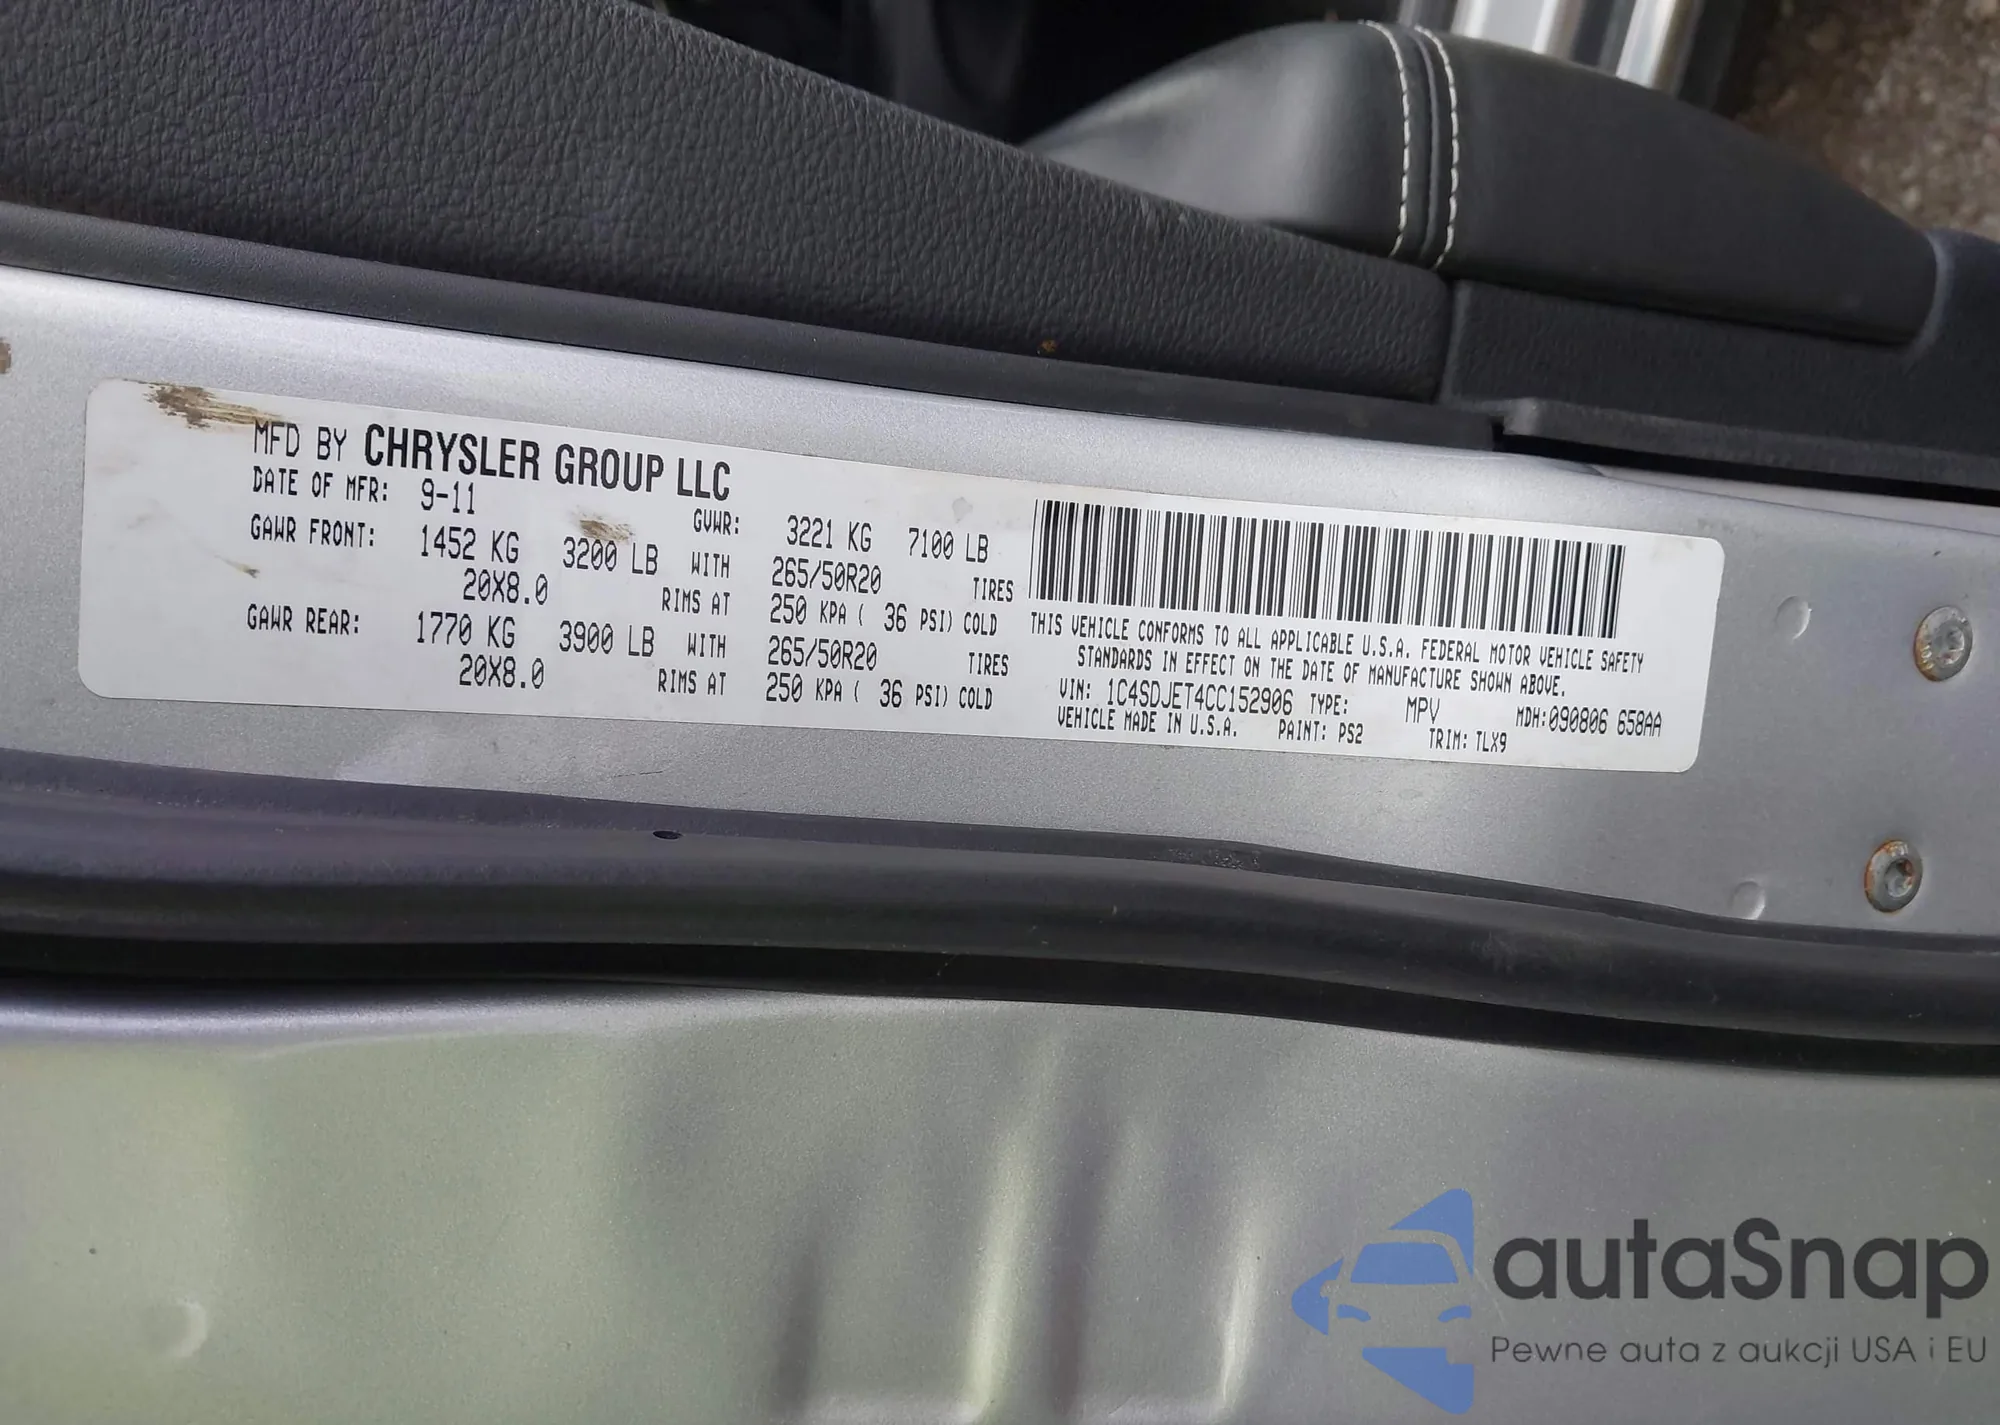 MFD BY CHRYSLER GROUP LLC
DATE OF MFR: 9-11 GVWR: 3221 KG 7100 LB
GAWR FRONT: 1452 KG 3200 LB WITH 265/50R20 TIRES
20X8.0 RIMS AT 250 KPA ( 36 PSI) COLD
GAWR REAR: 1770 KG 3900 LB WITH 265/50R20 TIRES
20X8.0 RIMS AT 250 KPA ( 36 PSI) COLD
THIS VEHICLE CONFORMS TO ALL APPLICABLE U.S.A. FEDERAL MOTOR VEHICLE SAFETY
STANDARDS IN EFFECT ON THE DATE OF MANUFACTURE SHOWN ABOVE.
VIN: 1C4SDJET4CC152906 TYPE: MPV MDH:090806 658AA
VEHICLE MADE IN U.S.A. PAINT: PS2 TRIM: TLX9
autaSnap
Pewne auta z aukcji USA i EU